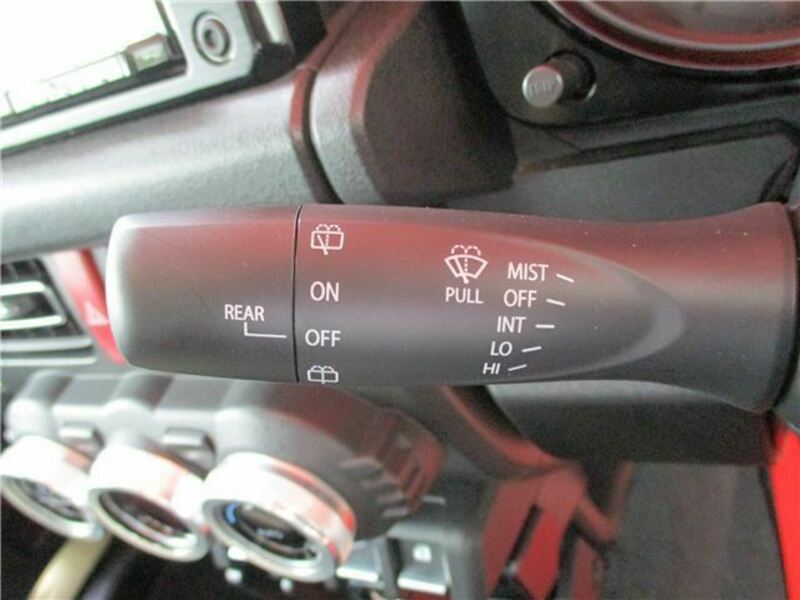 REAR
ON
OFF
PULL
MIST
OFF
INT
LO
HI